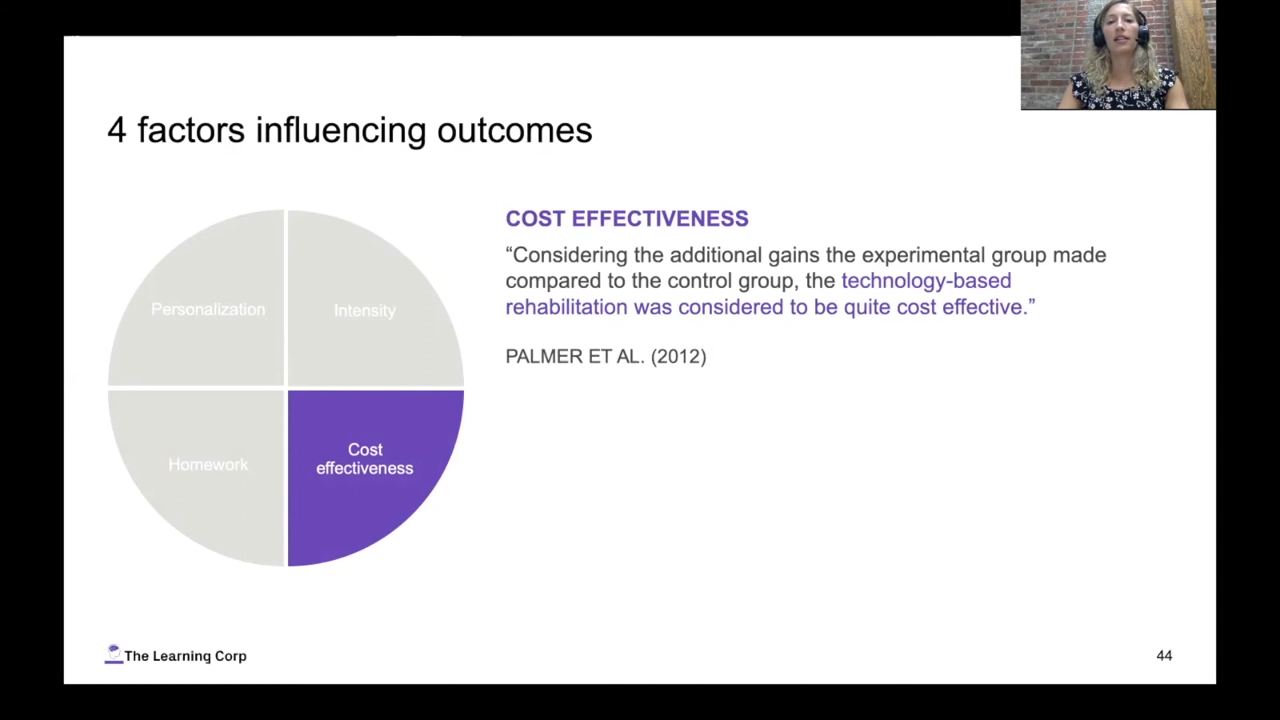 4 factors influencing outcomes
Personalization
Intensity
Homework
Cost
effectiveness
COST EFFECTIVENESS
“Considering the additional gains the experimental group made
compared to the control group, the technology-based
rehabilitation was considered to be quite cost effective.”
PALMER ET AL. (2012)
The Learning Corp
44